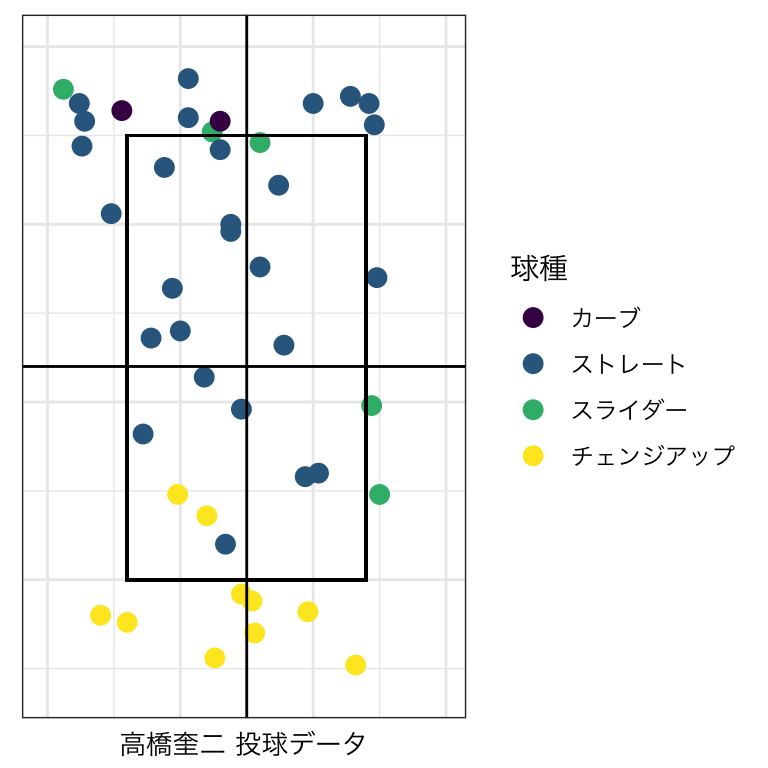 球種
カーブ
ストレート
スライダー
チェンジアップ
高橋奎二 投球データ